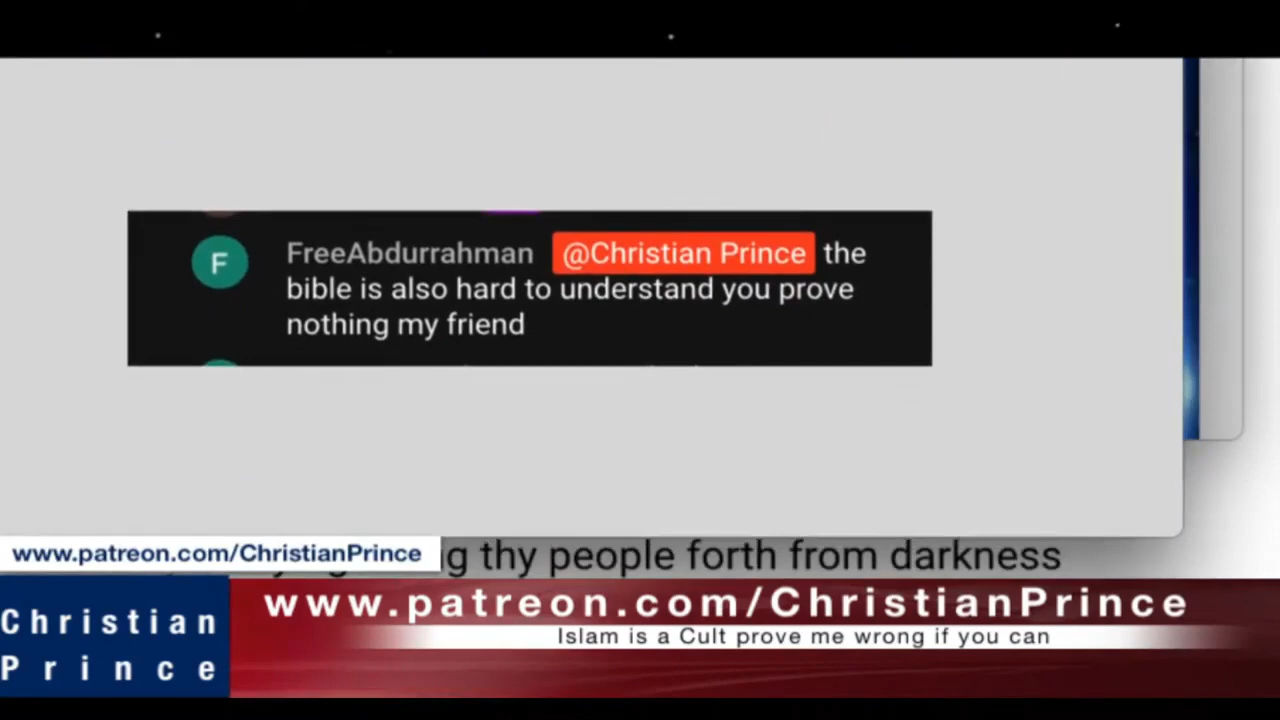 FreeAbdurrahman @Christian Prince the
bible is also hard to understand you prove
nothing my friend
thy people forth from darkness
www.patreon.com/ChristianPrince
www.patreon.com/ChristianPrince
Islam is a Cult prove me wrong if you can
Christian
Prince